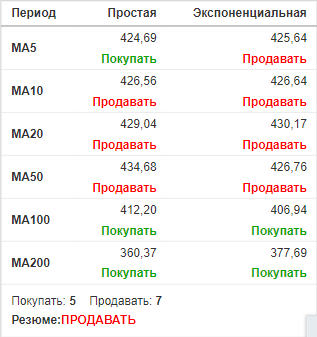 Период Простая Экспоненциальная
MA5 424,69 425,64
Покупать Продавать
MA10 426,56 426,64
Продавать Продавать
MA20 429,04 430,17
Продавать Продавать
MA50 434,68 426,76
Продавать Продавать
MA100 412,20 406,94
Покупать Покупать
MA200 360,37 377,69
Покупать Покупать
Покупать: 5 Продавать: 7
Резюме:ПРОДАВАТЬ